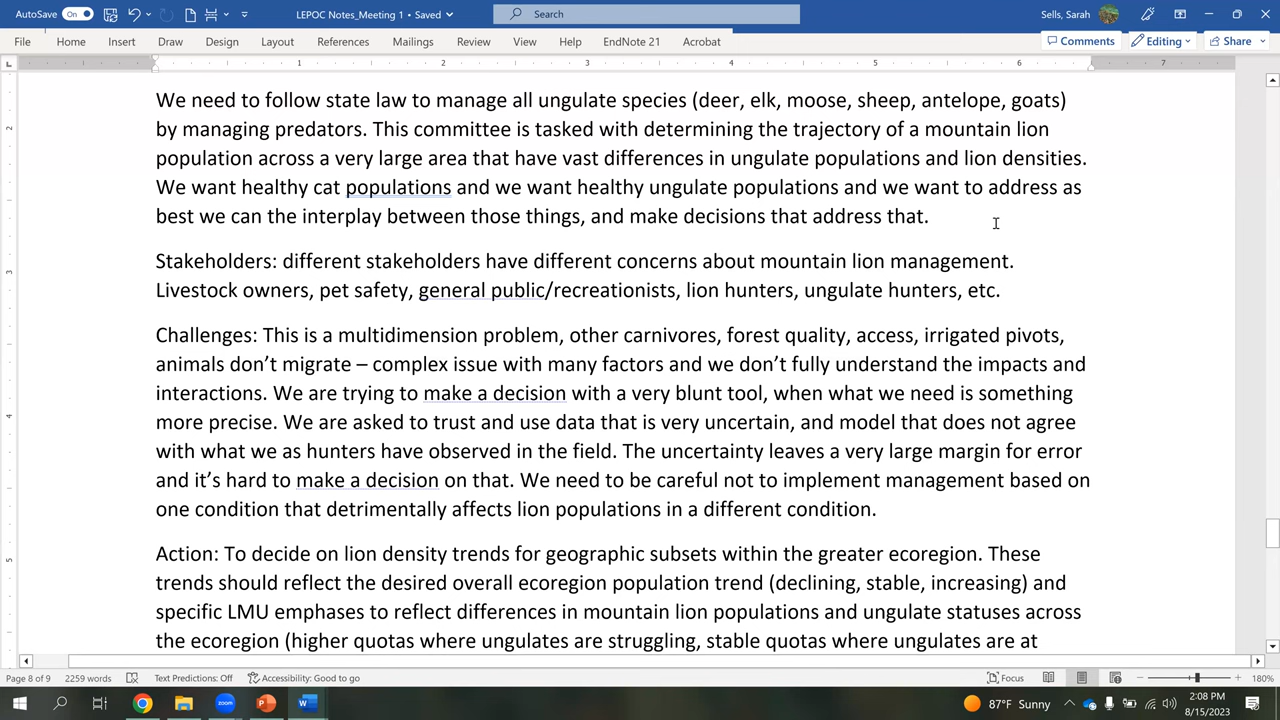 AutoSave On LEPOC Notes_Meeting 1 • Saved Search Sells, Sarah
File Home Insert Draw Design Layout References Mailings Review View Help EndNote 21 Acrobat Comments Editing Share
1 2 3 4 5 6 7
We need to follow state law to manage all ungulate species (deer, elk, moose, sheep, antelope, goats)
by managing predators. This committee is tasked with determining the trajectory of a mountain lion
population across a very large area that have vast differences in ungulate populations and lion densities.
We want healthy cat populations and we want healthy ungulate populations and we want to address as
best we can the interplay between those things, and make decisions that address that.
Stakeholders: different stakeholders have different concerns about mountain lion management.
Livestock owners, pet safety, general public/recreationists, lion hunters, ungulate hunters, etc.
Challenges: This is a multidimension problem, other carnivores, forest quality, access, irrigated pivots,
animals don’t migrate – complex issue with many factors and we don’t fully understand the impacts and
interactions. We are trying to make a decision with a very blunt tool, when what we need is something
more precise. We are asked to trust and use data that is very uncertain, and model that does not agree
with what we as hunters have observed in the field. The uncertainty leaves a very large margin for error
and it’s hard to make a decision on that. We need to be careful not to implement management based on
one condition that detrimentally affects lion populations in a different condition.
Action: To decide on lion density trends for geographic subsets within the greater ecoregion. These
trends should reflect the desired overall ecoregion population trend (declining, stable, increasing) and
specific LMU emphases to reflect differences in mountain lion populations and ungulate statuses across
the ecoregion (higher quotas where ungulates are struggling, stable quotas where ungulates are at
Page 8 of 9 2259 words Text Predictions: Off Accessibility: Good to go Focus 180%
zoom 87°F Sunny 2:08 PM
8/15/2023